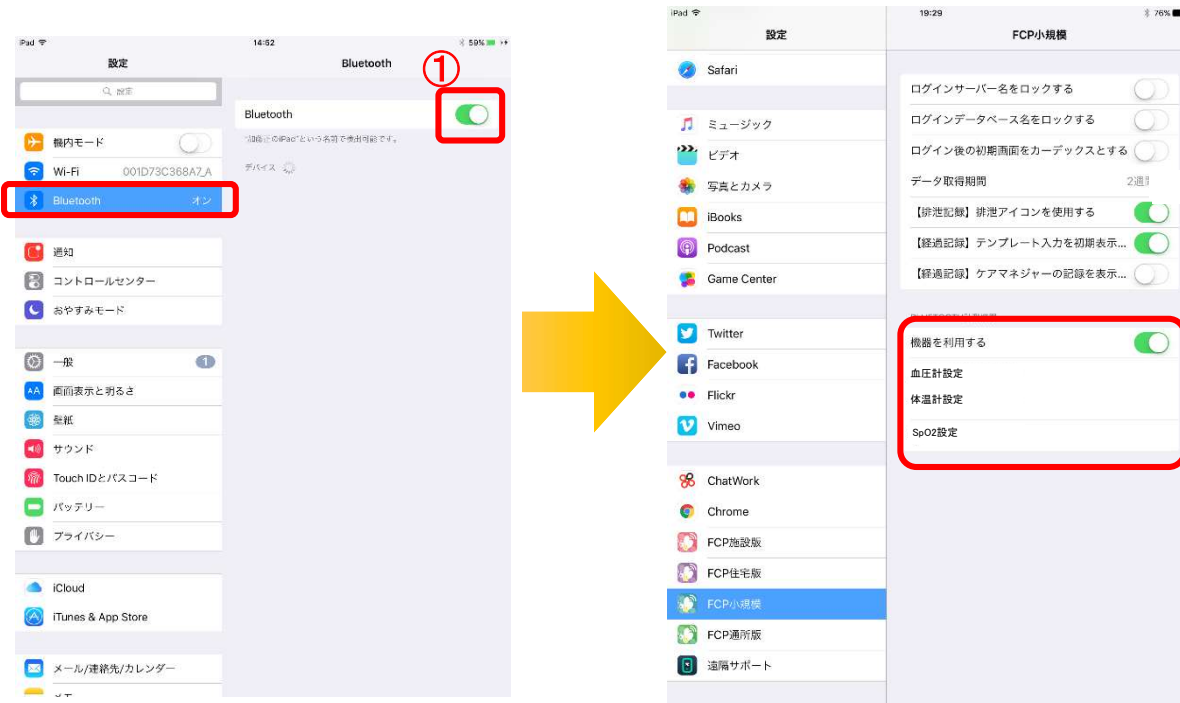 iPad
14:52
59%
設定
Bluetooth
①
設定
Bluetooth
機内モード
Wi-Fi
001D73C368A7_A
Bluetooth
オン
デバイス
通知
コントロールセンター
おやすみモード
一般
1
画面表示と明るさ
壁紙
サウンド
Touch IDとパスコード
バッテリー
プライバシー
iCloud
iTunes & App Store
メール/連絡先/カレンダー
メモ
iPad
19:29
76%
設定
FCP小規模
Safari
ミュージック
ビデオ
写真とカメラ
iBooks
Podcast
Game Center
Twitter
Facebook
Flickr
Vimeo
ChatWork
Chrome
FCP施設版
FCP住宅版
FCP小規模
FCP通所版
遠隔サポート
ログインサーバー名をロックする
ログインデータベース名をロックする
ログイン後の初期画面をカーデックスとする
データ取得期間
2週
【排泄記録】排泄アイコンを使用する
【経過記録】テンプレート入力を初期表示...
【経過記録】ケアマネジャーの記録を表示...
機器を利用する
血圧計設定
体温計設定
SpO2設定